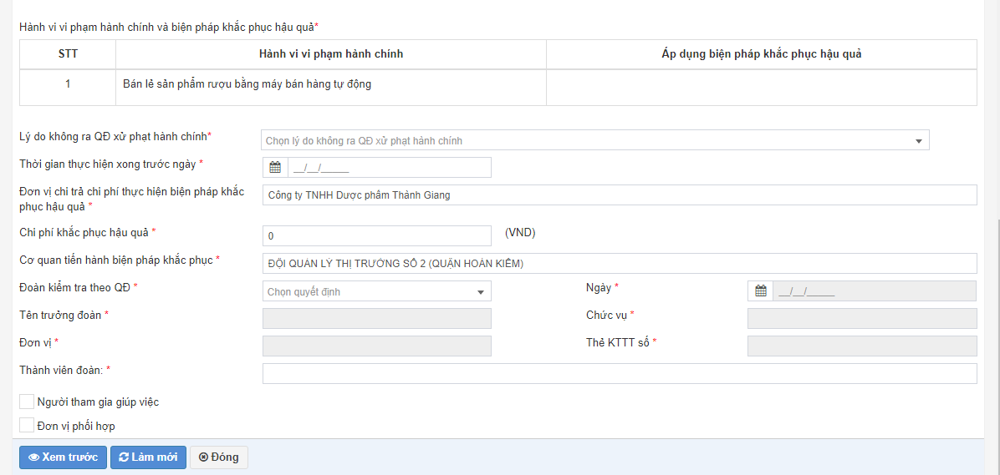 Hành vi vi phạm hành chính và biện pháp khắc phục hậu quả*
STT Hành vi vi phạm hành chính Áp dụng biện pháp khắc phục hậu quả
1 Bán lẻ sản phẩm rượu bằng máy bán hàng tự động
Lý do không ra QĐ xử phạt hành chính* Chọn lý do không ra QĐ xử phạt hành chính
Thời gian thực hiện xong trước ngày * __/__/____
Đơn vị chi trả chi phí thực hiện biện pháp khắc
phục hậu quả * Công ty TNHH Dược phẩm Thành Giang
Chi phí khắc phục hậu quả * 0 (VND)
Cơ quan tiến hành biện pháp khắc phục * ĐỘI QUẢN LÝ THỊ TRƯỜNG SỐ 2 (QUẬN HOÀN KIẾM)
Đoàn kiểm tra theo QĐ * Chọn quyết định Ngày * __/__/____
Tên trưởng đoàn * Chức vụ *
Đơn vị * Thẻ KTTT số *
Thành viên đoàn: *
Người tham gia giúp việc
Đơn vị phối hợp
Xem trước Làm mới Đóng